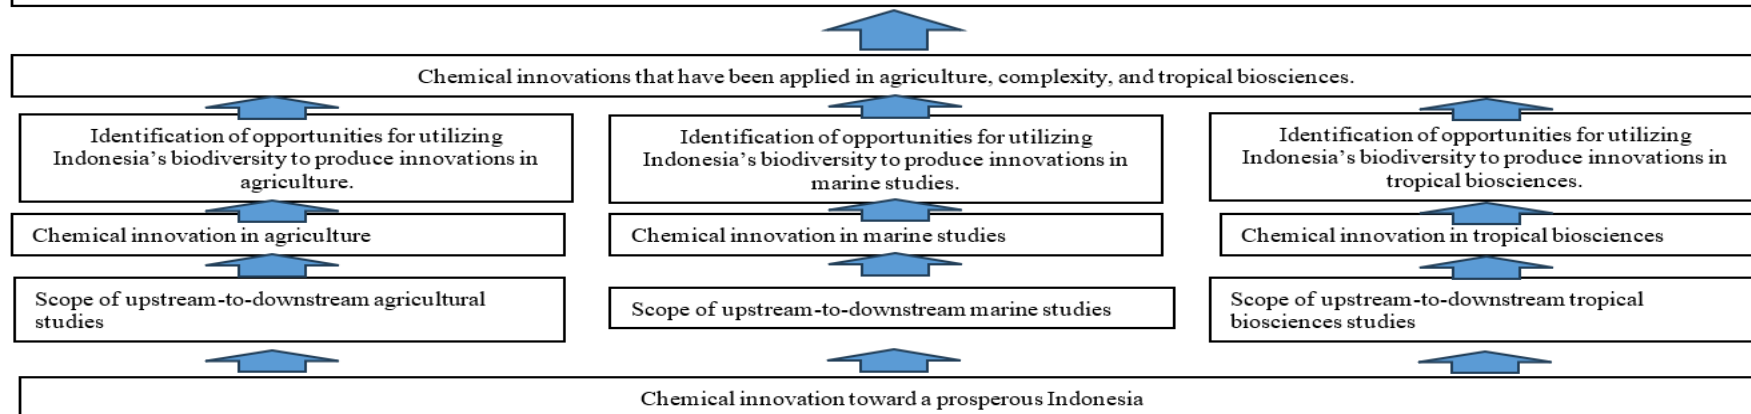 Chemical innovations that have been applied in agriculture, complexity, and tropical biosciences.
Identification of opportunities for utilizing
Indonesia's biodiversity to produce innovations in
agriculture.
Identification of opportunities for utilizing
Indonesia's biodiversity to produce innovations in
marine studies.
Identification of opportunities for utilizing
Indonesia's biodiversity to produce innovations in
tropical biosciences.
Chemical innovation in agriculture
Chemical innovation in marine studies
Chemical innovation in tropical biosciences
Scope of upstream-to-downstream agricultural
studies
Scope of upstream-to-downstream marine studies
Scope of upstream-to-downstream tropical
biosciences studies
Chemical innovation toward a prosperous Indonesia